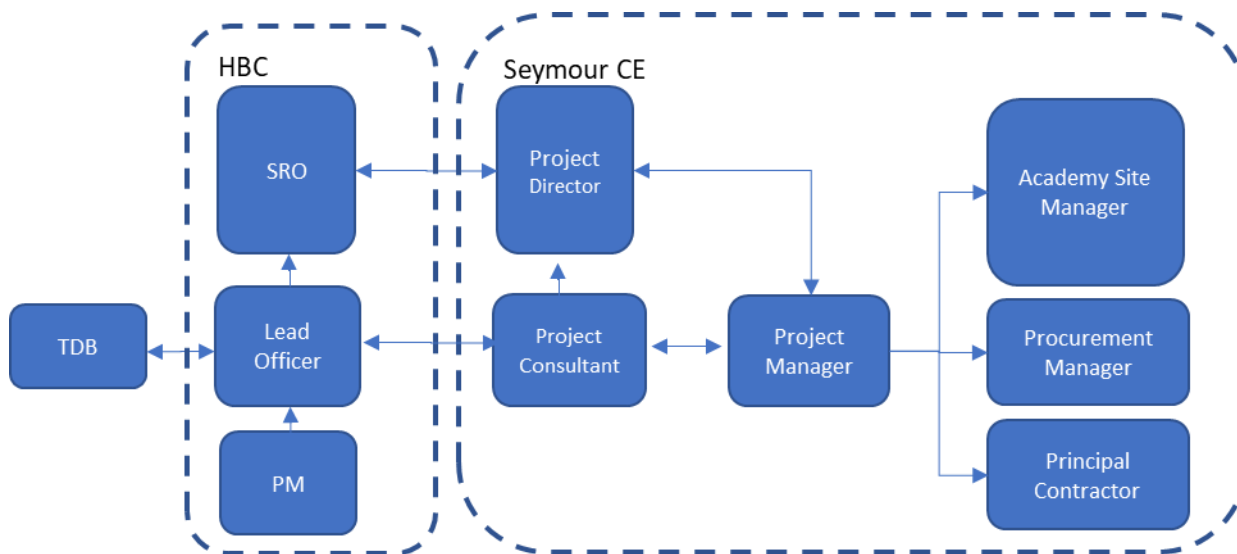 HBC
Seymour CE
SRO
Project
Director
Academy Site
Manager
TDB
Lead
Officer
Project
Consultant
Project
Manager
Procurement
Manager
PM
Principal
Contractor